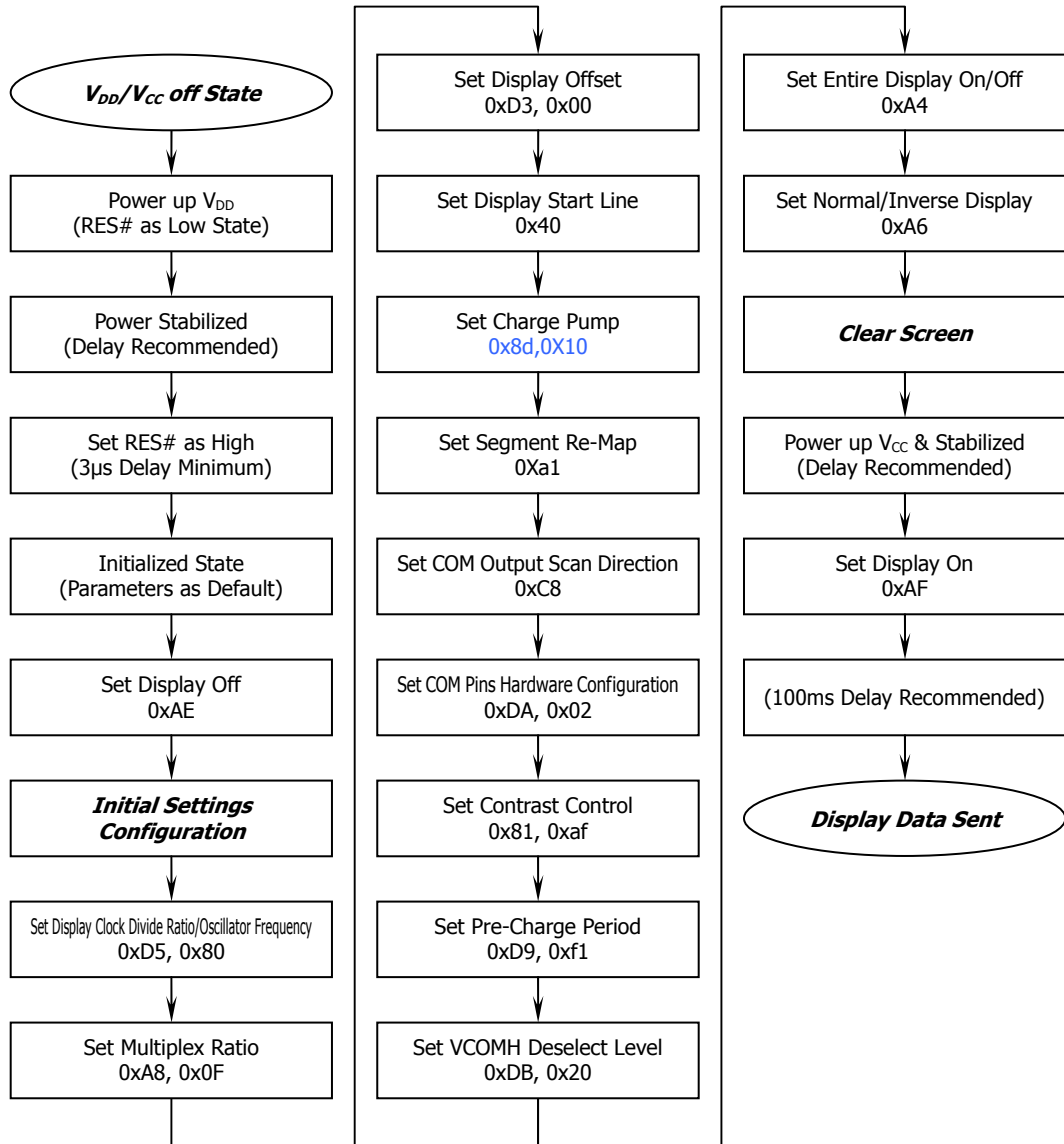 V_DD/V_CC off State
Power up V_DD
(RES# as Low State)
Power Stabilized
(Delay Recommended)
Set RES# as High
(3µs Delay Minimum)
Initialized State
(Parameters as Default)
Set Display Off
0xAE
Initial Settings
Configuration
Set Display Clock Divide Ratio/Oscillator Frequency
0xD5, 0x80
Set Multiplex Ratio
0xA8, 0x0F
Set Display Offset
0xD3, 0x00
Set Display Start Line
0x40
Set Charge Pump
0x8d,0X10
Set Segment Re-Map
0Xa1
Set COM Output Scan Direction
0xC8
Set COM Pins Hardware Configuration
0xDA, 0x02
Set Contrast Control
0x81, 0xaf
Set Pre-Charge Period
0xD9, 0xf1
Set VCOMH Deselect Level
0xDB, 0x20
Set Entire Display On/Off
0xA4
Set Normal/Inverse Display
0xA6
Clear Screen
Power up V_CC & Stabilized
(Delay Recommended)
Set Display On
0xAF
(100ms Delay Recommended)
Display Data Sent